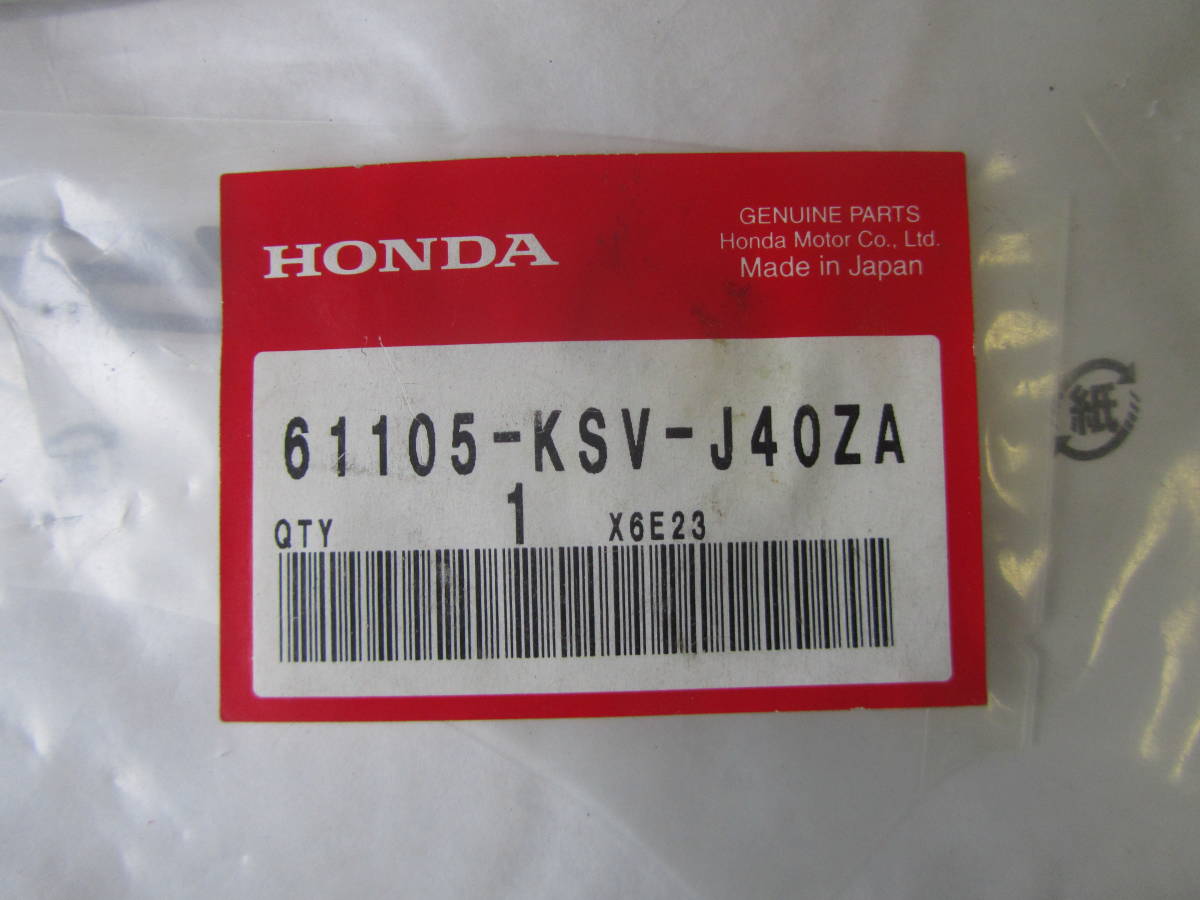 HONDA
GENUINE PARTS
Honda Motor Co., Ltd.
Made in Japan
61105-KSV-J40ZA
QTY 1 X6E23
紙